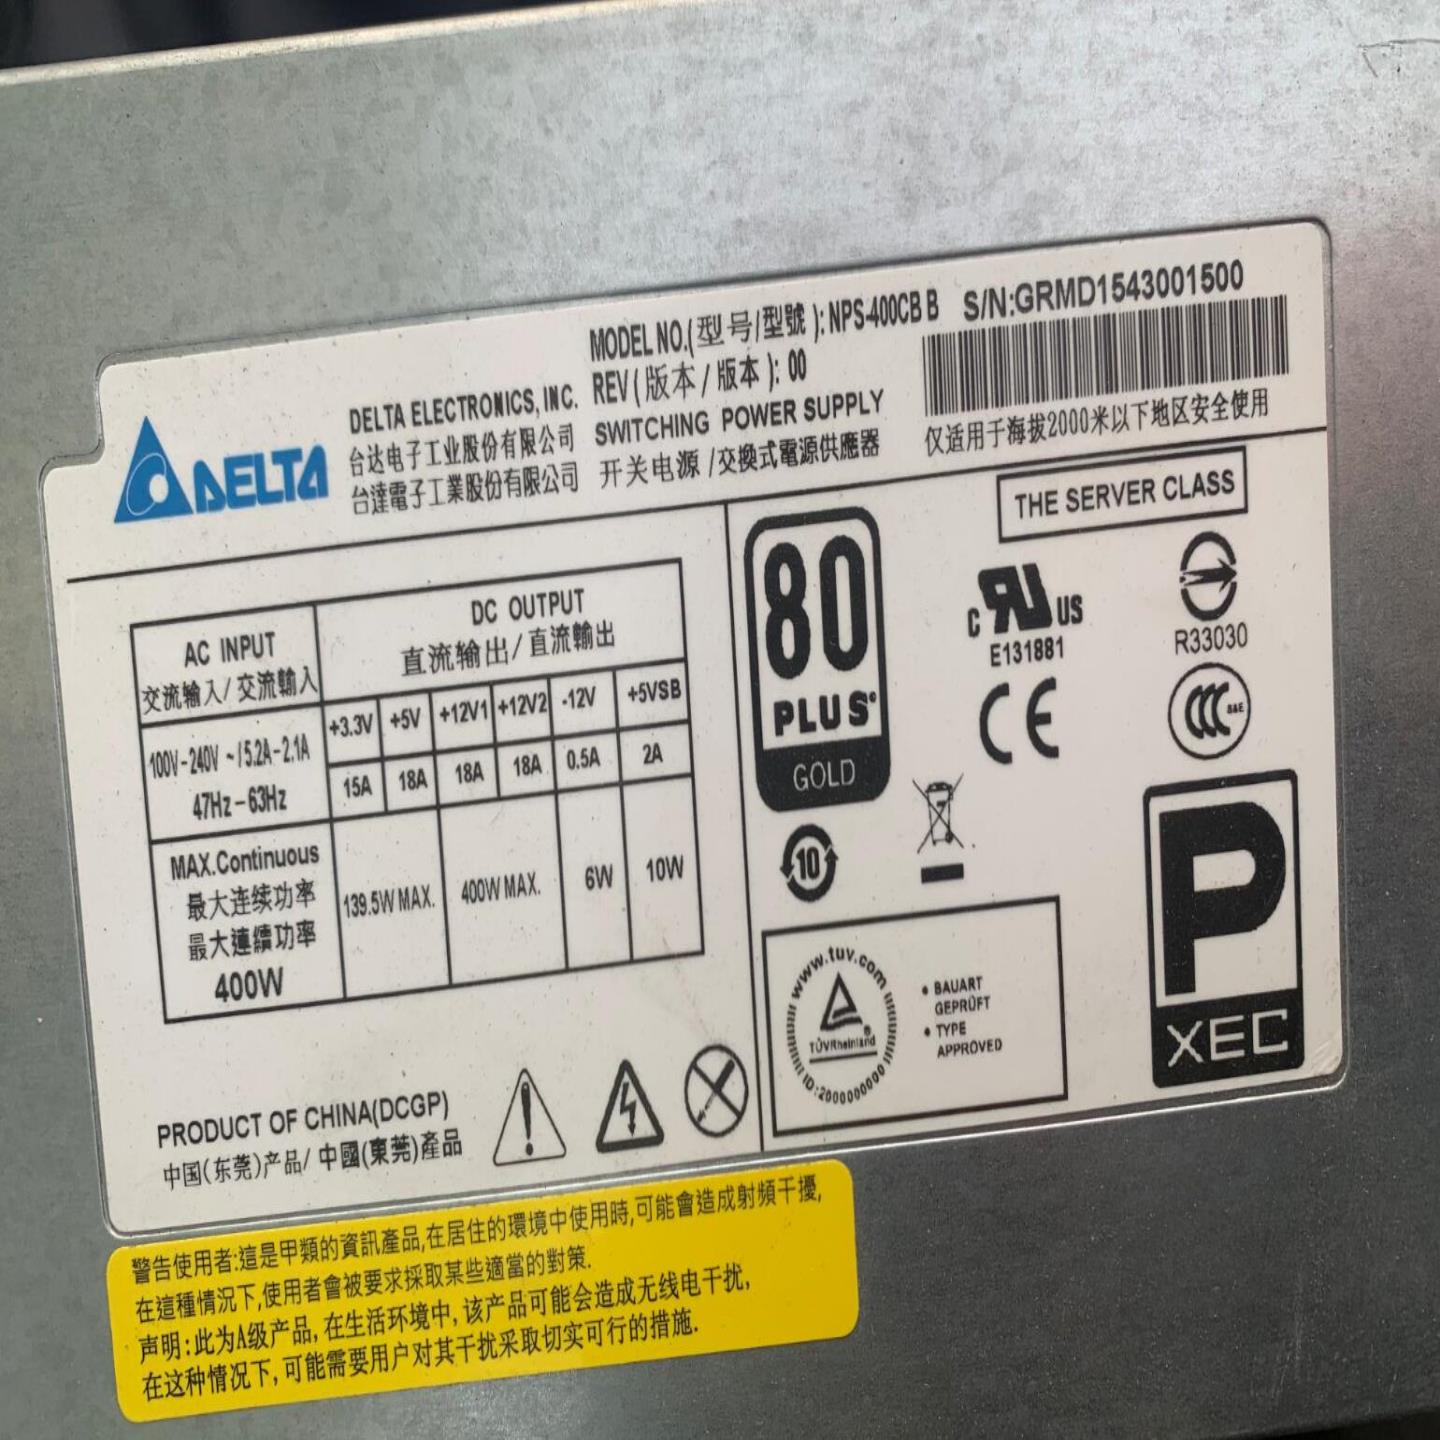 MODEL NO.(型号/型號): NPS-400CB B
S/N:GRMD1543001500
REV(版本/版本): 00
DELTA
DELTA ELECTRONICS, INC.
台达电子工业股份有限公司
台達電子工業股份有限公司
SWITCHING POWER SUPPLY
开关电源/交換式電源供應器
仅适用于海拔2000米以下地区安全使用
AC INPUT
交流输入/交流輸入
DC OUTPUT
直流输出/直流輸出
+3.3V +5V +12V1 +12V2 -12V +5VSB
100V-240V ~/5.2A-2.1A
47Hz-63Hz
15A 18A 18A 18A 0.5A 2A
MAX.Continuous
最大连续功率
最大連續功率
400W
139.5W MAX. 400W MAX. 6W 10W
PRODUCT OF CHINA(DCGP)
中国(东莞)产品/中國(東莞)產品
80
PLUS®
GOLD
THE SERVER CLASS
c RU US
E131881
R33030
CE
CCC S&E
10
www.tuv.com
TÜVRheinland®
ID:2000000000
• BAUART
GEPRÜFT
• TYPE
APPROVED
P
XEC
警告使用者:這是甲類的資訊產品,在居住的環境中使用時,可能會造成射頻干擾,
在這種情況下,使用者會被要求採取某些適當的對策.
声明:此为A级产品,在生活环境中,该产品可能会造成无线电干扰,
在这种情况下,可能需要用户对其干扰采取切实可行的措施.